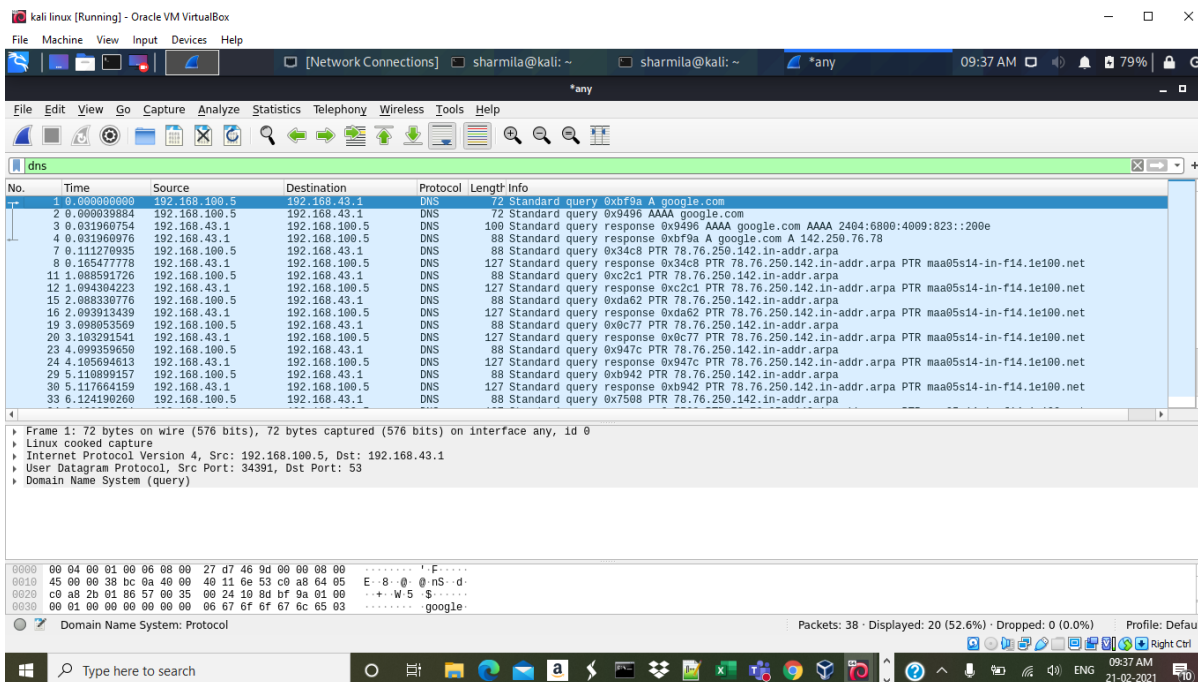 kali linux [Running] - Oracle VM VirtualBox
File Machine View Input Devices Help
[Network Connections] sharmila@kali: ~ sharmila@kali: ~ *any 09:37 AM 79%
*any
File Edit View Go Capture Analyze Statistics Telephony Wireless Tools Help
dns
No. Time Source Destination Protocol Length Info
1 0.000000000 192.168.100.5 192.168.43.1 DNS 72 Standard query 0xbf9a A google.com
2 0.000039884 192.168.100.5 192.168.43.1 DNS 72 Standard query 0x9496 AAAA google.com
3 0.031960754 192.168.43.1 192.168.100.5 DNS 100 Standard query response 0x9496 AAAA google.com AAAA 2404:6800:4009:823::200e
4 0.031960976 192.168.43.1 192.168.100.5 DNS 88 Standard query response 0xbf9a A google.com A 142.250.76.78
7 0.111270935 192.168.100.5 192.168.43.1 DNS 88 Standard query 0x34c8 PTR 78.76.250.142.in-addr.arpa
8 0.165477778 192.168.43.1 192.168.100.5 DNS 127 Standard query response 0x34c8 PTR 78.76.250.142.in-addr.arpa PTR maa05s14-in-f14.1e100.net
11 1.088591726 192.168.100.5 192.168.43.1 DNS 88 Standard query 0xc2c1 PTR 78.76.250.142.in-addr.arpa
12 1.094304223 192.168.43.1 192.168.100.5 DNS 127 Standard query response 0xc2c1 PTR 78.76.250.142.in-addr.arpa PTR maa05s14-in-f14.1e100.net
15 2.088330776 192.168.100.5 192.168.43.1 DNS 88 Standard query 0xda62 PTR 78.76.250.142.in-addr.arpa
16 2.093913439 192.168.43.1 192.168.100.5 DNS 127 Standard query response 0xda62 PTR 78.76.250.142.in-addr.arpa PTR maa05s14-in-f14.1e100.net
19 3.098053569 192.168.100.5 192.168.43.1 DNS 88 Standard query 0x0c77 PTR 78.76.250.142.in-addr.arpa
20 3.103291541 192.168.43.1 192.168.100.5 DNS 127 Standard query response 0x0c77 PTR 78.76.250.142.in-addr.arpa PTR maa05s14-in-f14.1e100.net
23 4.099359650 192.168.100.5 192.168.43.1 DNS 88 Standard query 0x947c PTR 78.76.250.142.in-addr.arpa
24 4.105694613 192.168.43.1 192.168.100.5 DNS 127 Standard query response 0x947c PTR 78.76.250.142.in-addr.arpa PTR maa05s14-in-f14.1e100.net
29 5.110899157 192.168.100.5 192.168.43.1 DNS 88 Standard query 0xb942 PTR 78.76.250.142.in-addr.arpa
30 5.117664159 192.168.43.1 192.168.100.5 DNS 127 Standard query response 0xb942 PTR 78.76.250.142.in-addr.arpa PTR maa05s14-in-f14.1e100.net
33 6.124190260 192.168.100.5 192.168.43.1 DNS 88 Standard query 0x7508 PTR 78.76.250.142.in-addr.arpa
Frame 1: 72 bytes on wire (576 bits), 72 bytes captured (576 bits) on interface any, id 0
Linux cooked capture
Internet Protocol Version 4, Src: 192.168.100.5, Dst: 192.168.43.1
User Datagram Protocol, Src Port: 34391, Dst Port: 53
Domain Name System (query)
0000 00 04 00 01 00 06 08 00 27 d7 46 9d 00 00 08 00 ········ '·F·····
0010 45 00 00 38 bc 0a 40 00 40 11 6e 53 c0 a8 64 05 E··8··@· @·nS··d·
0020 c0 a8 2b 01 86 57 00 35 00 24 10 8d bf 9a 01 00 ··+··W·5 ·$······
0030 00 01 00 00 00 00 00 00 06 67 6f 6f 67 6c 65 03 ········ ·google·
Domain Name System: Protocol Packets: 38 · Displayed: 20 (52.6%) · Dropped: 0 (0.0%) Profile: Defau
Right Ctrl
Type here to search ENG 09:37 AM
21-02-2021